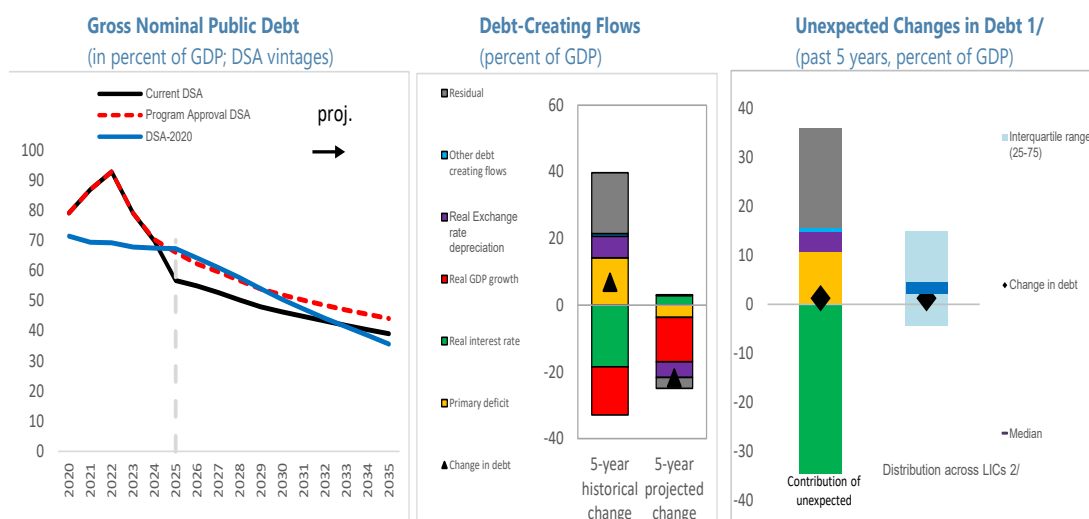 Gross Nominal Public Debt
(in percent of GDP; DSA vintages)
Current DSA
Program Approval DSA
DSA-2020
proj.
100
90
80
70
60
50
40
30
20
10
0
2020
2021
2022
2023
2024
2025
2026
2027
2028
2029
2030
2031
2032
2033
2034
2035
Debt-Creating Flows
(percent of GDP)
Residual
Other debt
creating flows
Real Exchange
rate
depreciation
Real GDP growth
Real interest rate
Primary deficit
Change in debt
60
40
20
0
-20
-40
5-year
historical
change
5-year
projected
change
Unexpected Changes in Debt 1/
(past 5 years, percent of GDP)
40
30
20
10
0
-10
-20
-30
-40
Interquartile range
(25-75)
Change in debt
Median
Contribution of
unexpected
Distribution across LICs 2/